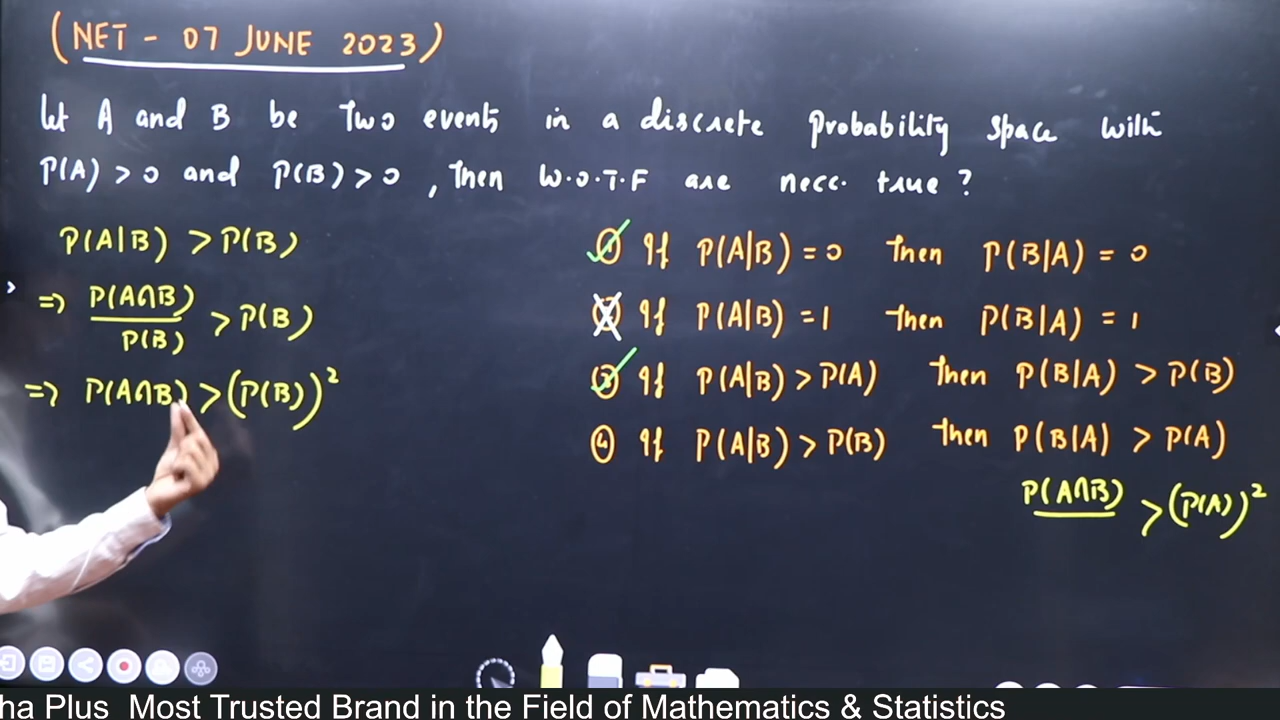 (NET - 07 JUNE 2023)
let A and B be Two events in a discrete probability space with
P(A) > 0 and P(B) > 0 , then W.O.T.F are necc. true ?
P(A|B) > P(B)
=> P(A∩B) / P(B) > P(B)
=> P(A∩B) > (P(B))²
① If P(A|B) = 0 then P(B|A) = 0
② If P(A|B) = 1 then P(B|A) = 1
③ If P(A|B) > P(A) then P(B|A) > P(B)
④ If P(A|B) > P(B) then P(B|A) > P(A)
P(A∩B) > (P(A))²
ha Plus Most Trusted Brand in the Field of Mathematics & Statistics